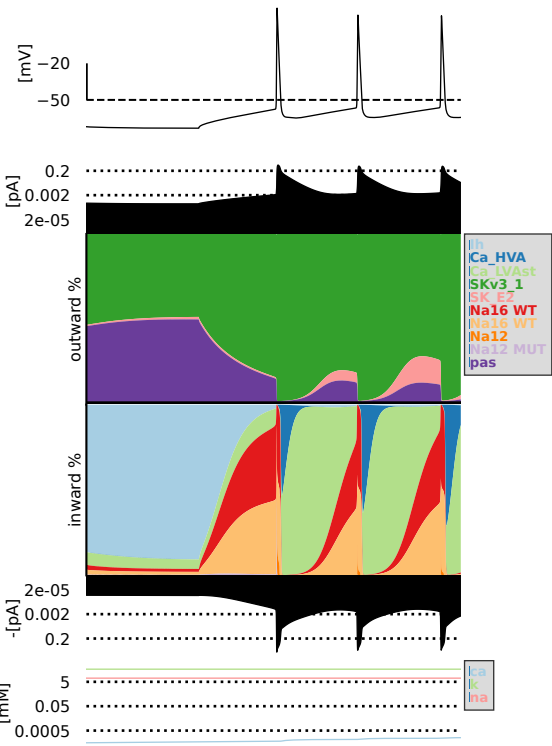 [mV]
−20
−50
[pA]
0.2
0.002
2e-05
outward %
Ih
Ca_HVA
Ca_LVAst
SKv3_1
SK_E2
Na16 WT
Na16 WT
Na12
Na12 MUT
pas
inward %
-[pA]
2e-05
0.002
0.2
[mM]
5
0.05
0.0005
ca
k
na